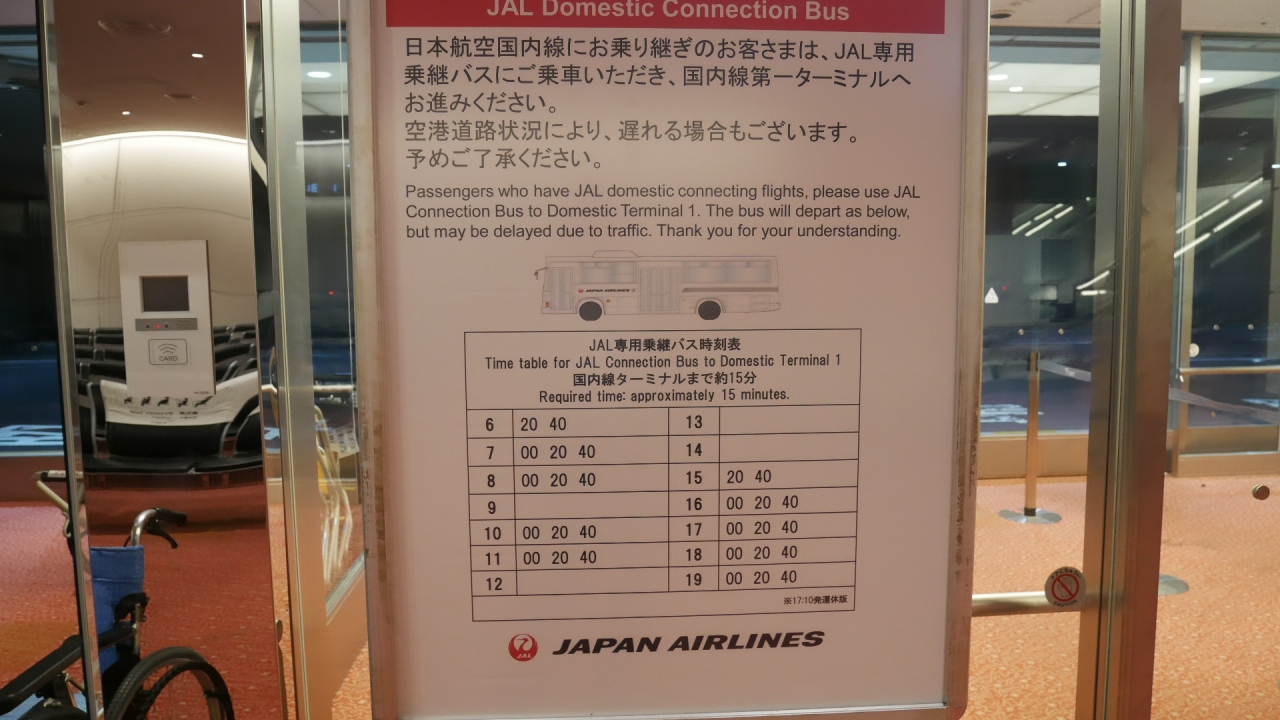 JAL Domestic Connection Bus
日本航空国内線にお乗り継ぎのお客さまは、JAL専用
乗継バスにご乗車いただき、国内線第一ターミナルへ
お進みください。
空港道路状況により、遅れる場合もございます。
予めご了承ください。
Passengers who have JAL domestic connecting flights, please use JAL
Connection Bus to Domestic Terminal 1. The bus will depart as below,
but may be delayed due to traffic. Thank you for your understanding.
JAPAN AIRLINES
JAL専用乗継バス時刻表
Time table for JAL Connection Bus to Domestic Terminal 1
国内線ターミナルまで約15分
Required time: approximately 15 minutes.
6 20 40 13
7 00 20 40 14
8 00 20 40 15 20 40
9 16 00 20 40
10 00 20 40 17 00 20 40
11 00 20 40 18 00 20 40
12 19 00 20 40
※17:10発運休版
JAL JAPAN AIRLINES
CARD